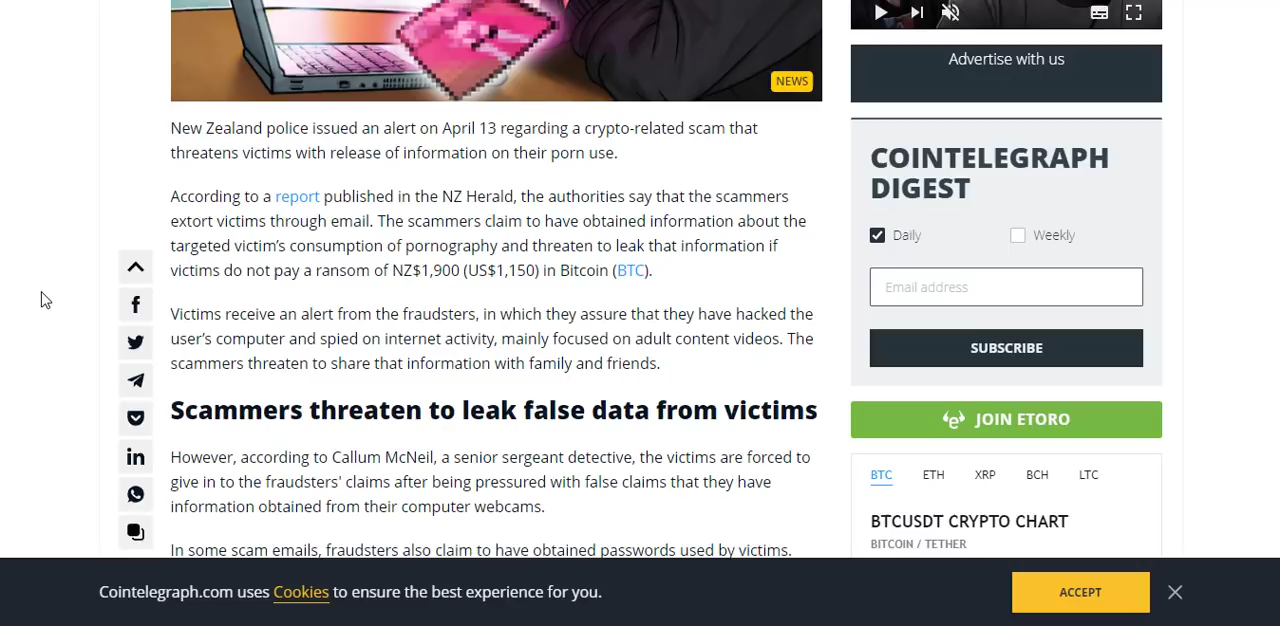 NEWS
New Zealand police issued an alert on April 13 regarding a crypto-related scam that
threatens victims with release of information on their porn use.
According to a report published in the NZ Herald, the authorities say that the scammers
extort victims through email. The scammers claim to have obtained information about the
targeted victim's consumption of pornography and threaten to leak that information if
victims do not pay a ransom of NZ$1,900 (US$1,150) in Bitcoin (BTC).
Victims receive an alert from the fraudsters, in which they assure that they have hacked the
user's computer and spied on internet activity, mainly focused on adult content videos. The
scammers threaten to share that information with family and friends.
Scammers threaten to leak false data from victims
However, according to Callum McNeil, a senior sergeant detective, the victims are forced to
give in to the fraudsters' claims after being pressured with false claims that they have
information obtained from their computer webcams.
In some scam emails, fraudsters also claim to have obtained passwords used by victims.
Advertise with us
COINTELEGRAPH
DIGEST
Daily
Weekly
Email address
SUBSCRIBE
JOIN ETORO
BTC ETH XRP BCH LTC
BTCUSDT CRYPTO CHART
BITCOIN / TETHER
Cointelegraph.com uses Cookies to ensure the best experience for you.
ACCEPT